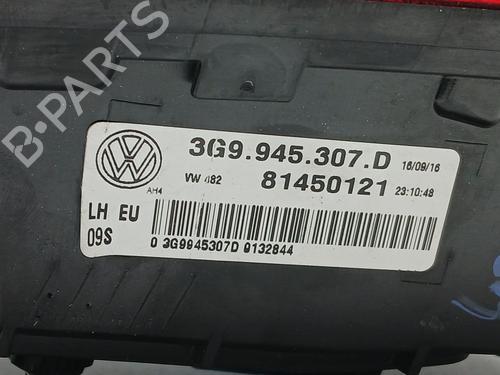 B-PARTS
3G9.945.307.D 16/09/16
AH4 VW 482 81450121 23:10:48
LH EU
09S
0 3G9945307D 0132844